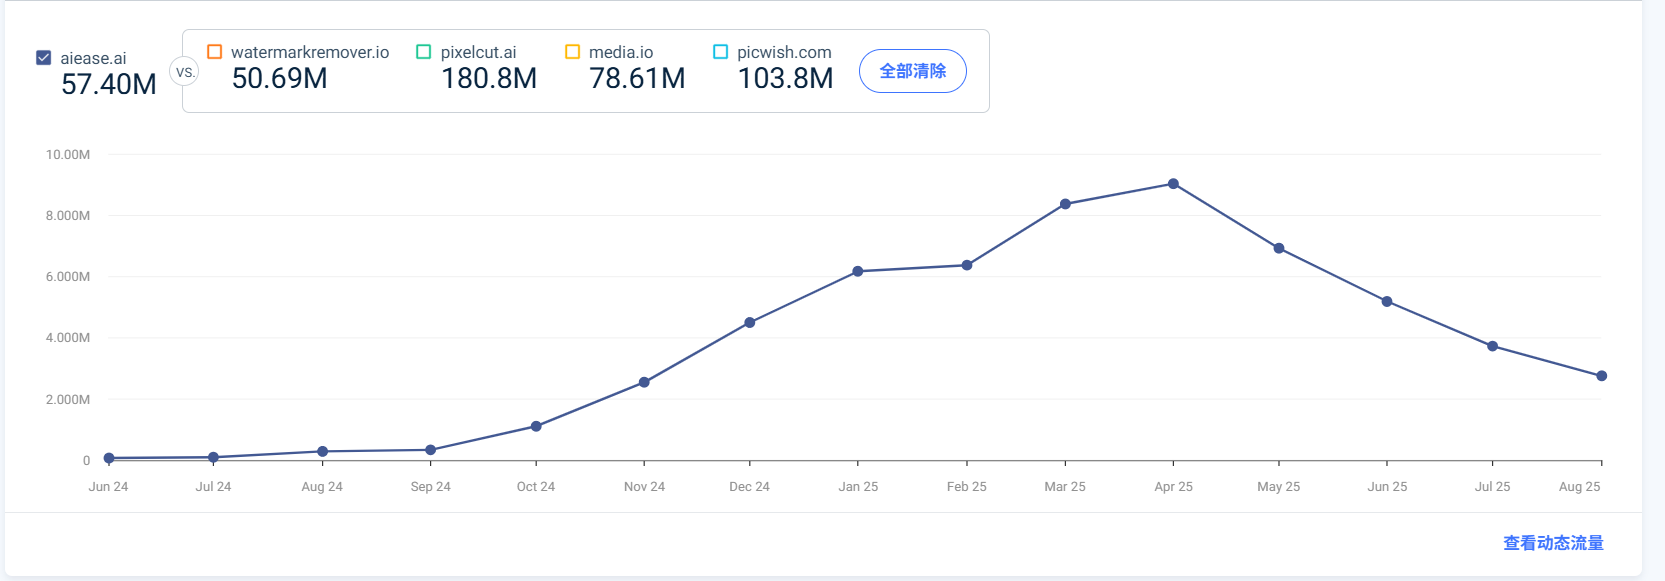 aiease.ai
57.40M
VS.
watermarkremover.io
50.69M
pixelcut.ai
180.8M
media.io
78.61M
picwish.com
103.8M
全部清除
10.00M
8.000M
6.000M
4.000M
2.000M
0
Jun 24 Jul 24 Aug 24 Sep 24 Oct 24 Nov 24 Dec 24 Jan 25 Feb 25 Mar 25 Apr 25 May 25 Jun 25 Jul 25 Aug 25
查看动态流量